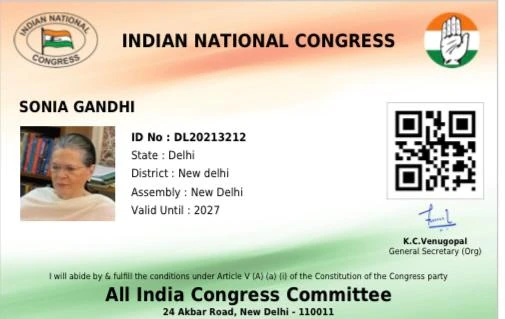 INDIAN NATIONAL
CONGRESS
INDIAN NATIONAL CONGRESS
SONIA GANDHI
ID No : DL20213212
State : Delhi
District : New delhi
Assembly : New Delhi
Valid Until : 2027
K.C.Venugopal
General Secretary (Org)
I will abide by & fulfill the conditions under Article V (A) (a) (i) of the Constitution of the Congress party
All India Congress Committee
24 Akbar Road, New Delhi - 110011